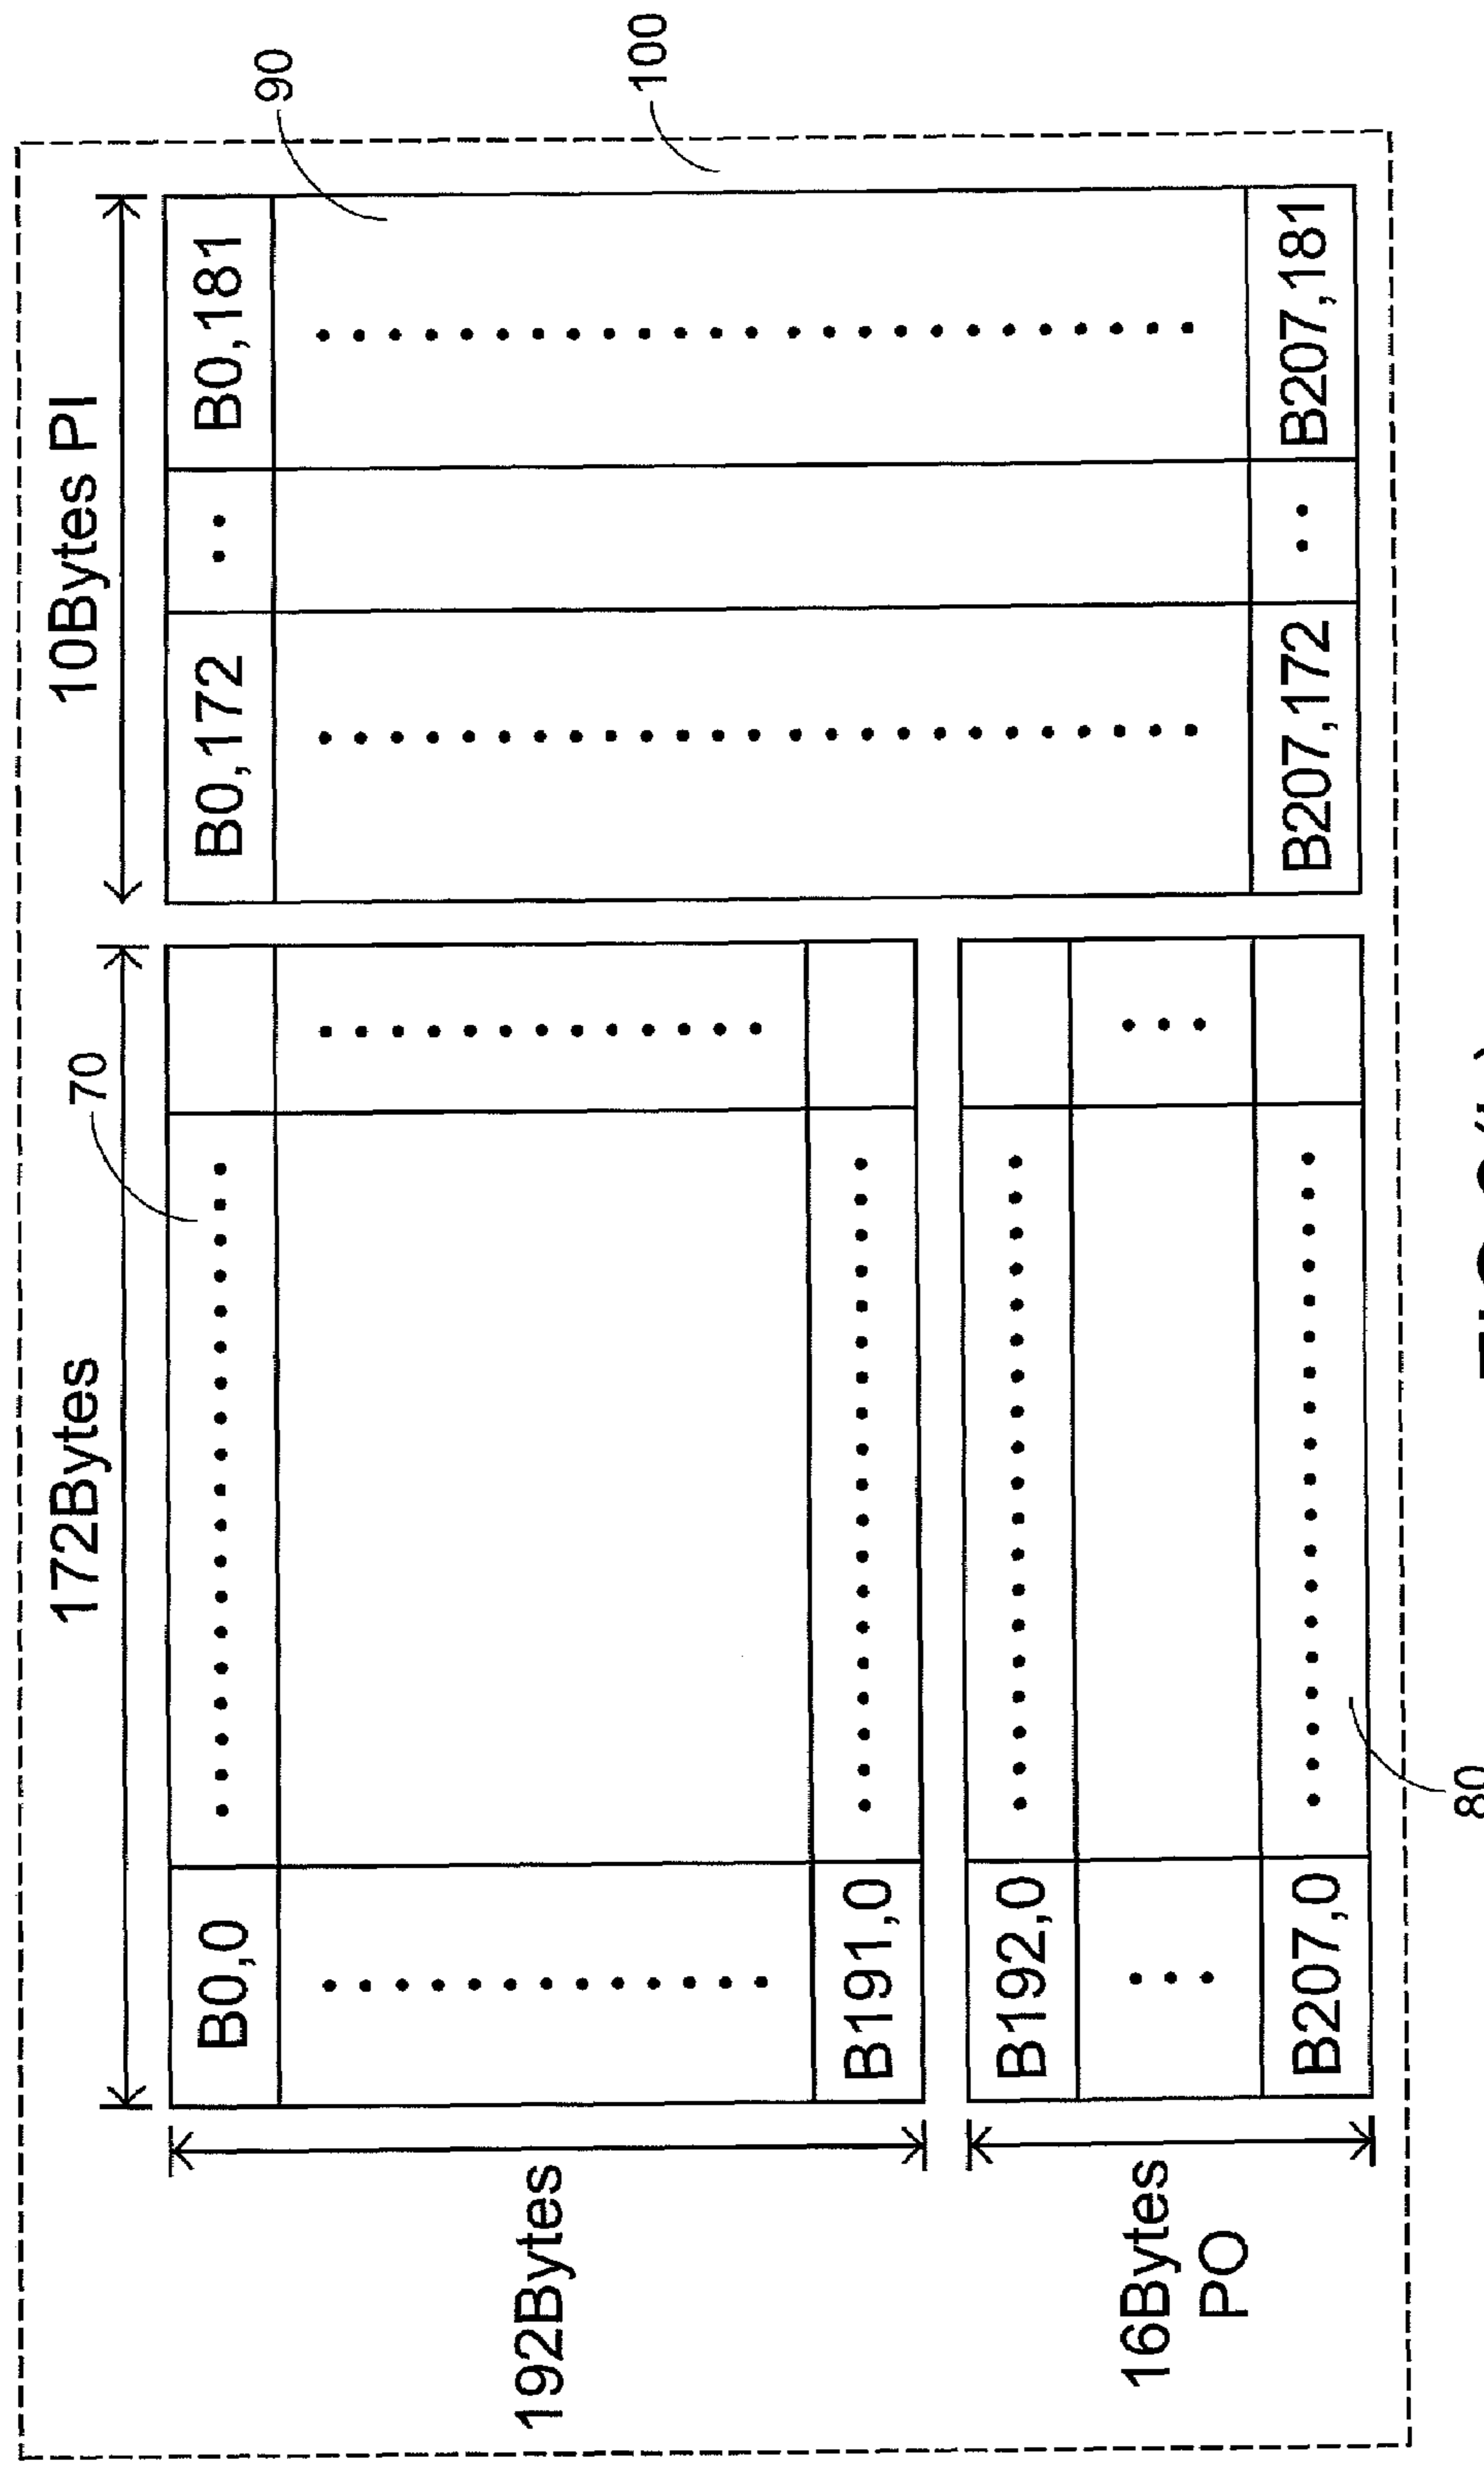 172Bytes
10Bytes PI
70
90
100
B0,0
B0,172
..
B0,181
192Bytes
B191,0
16Bytes
PO
B192,0
B207,0
B207,172
..
B207,181
80